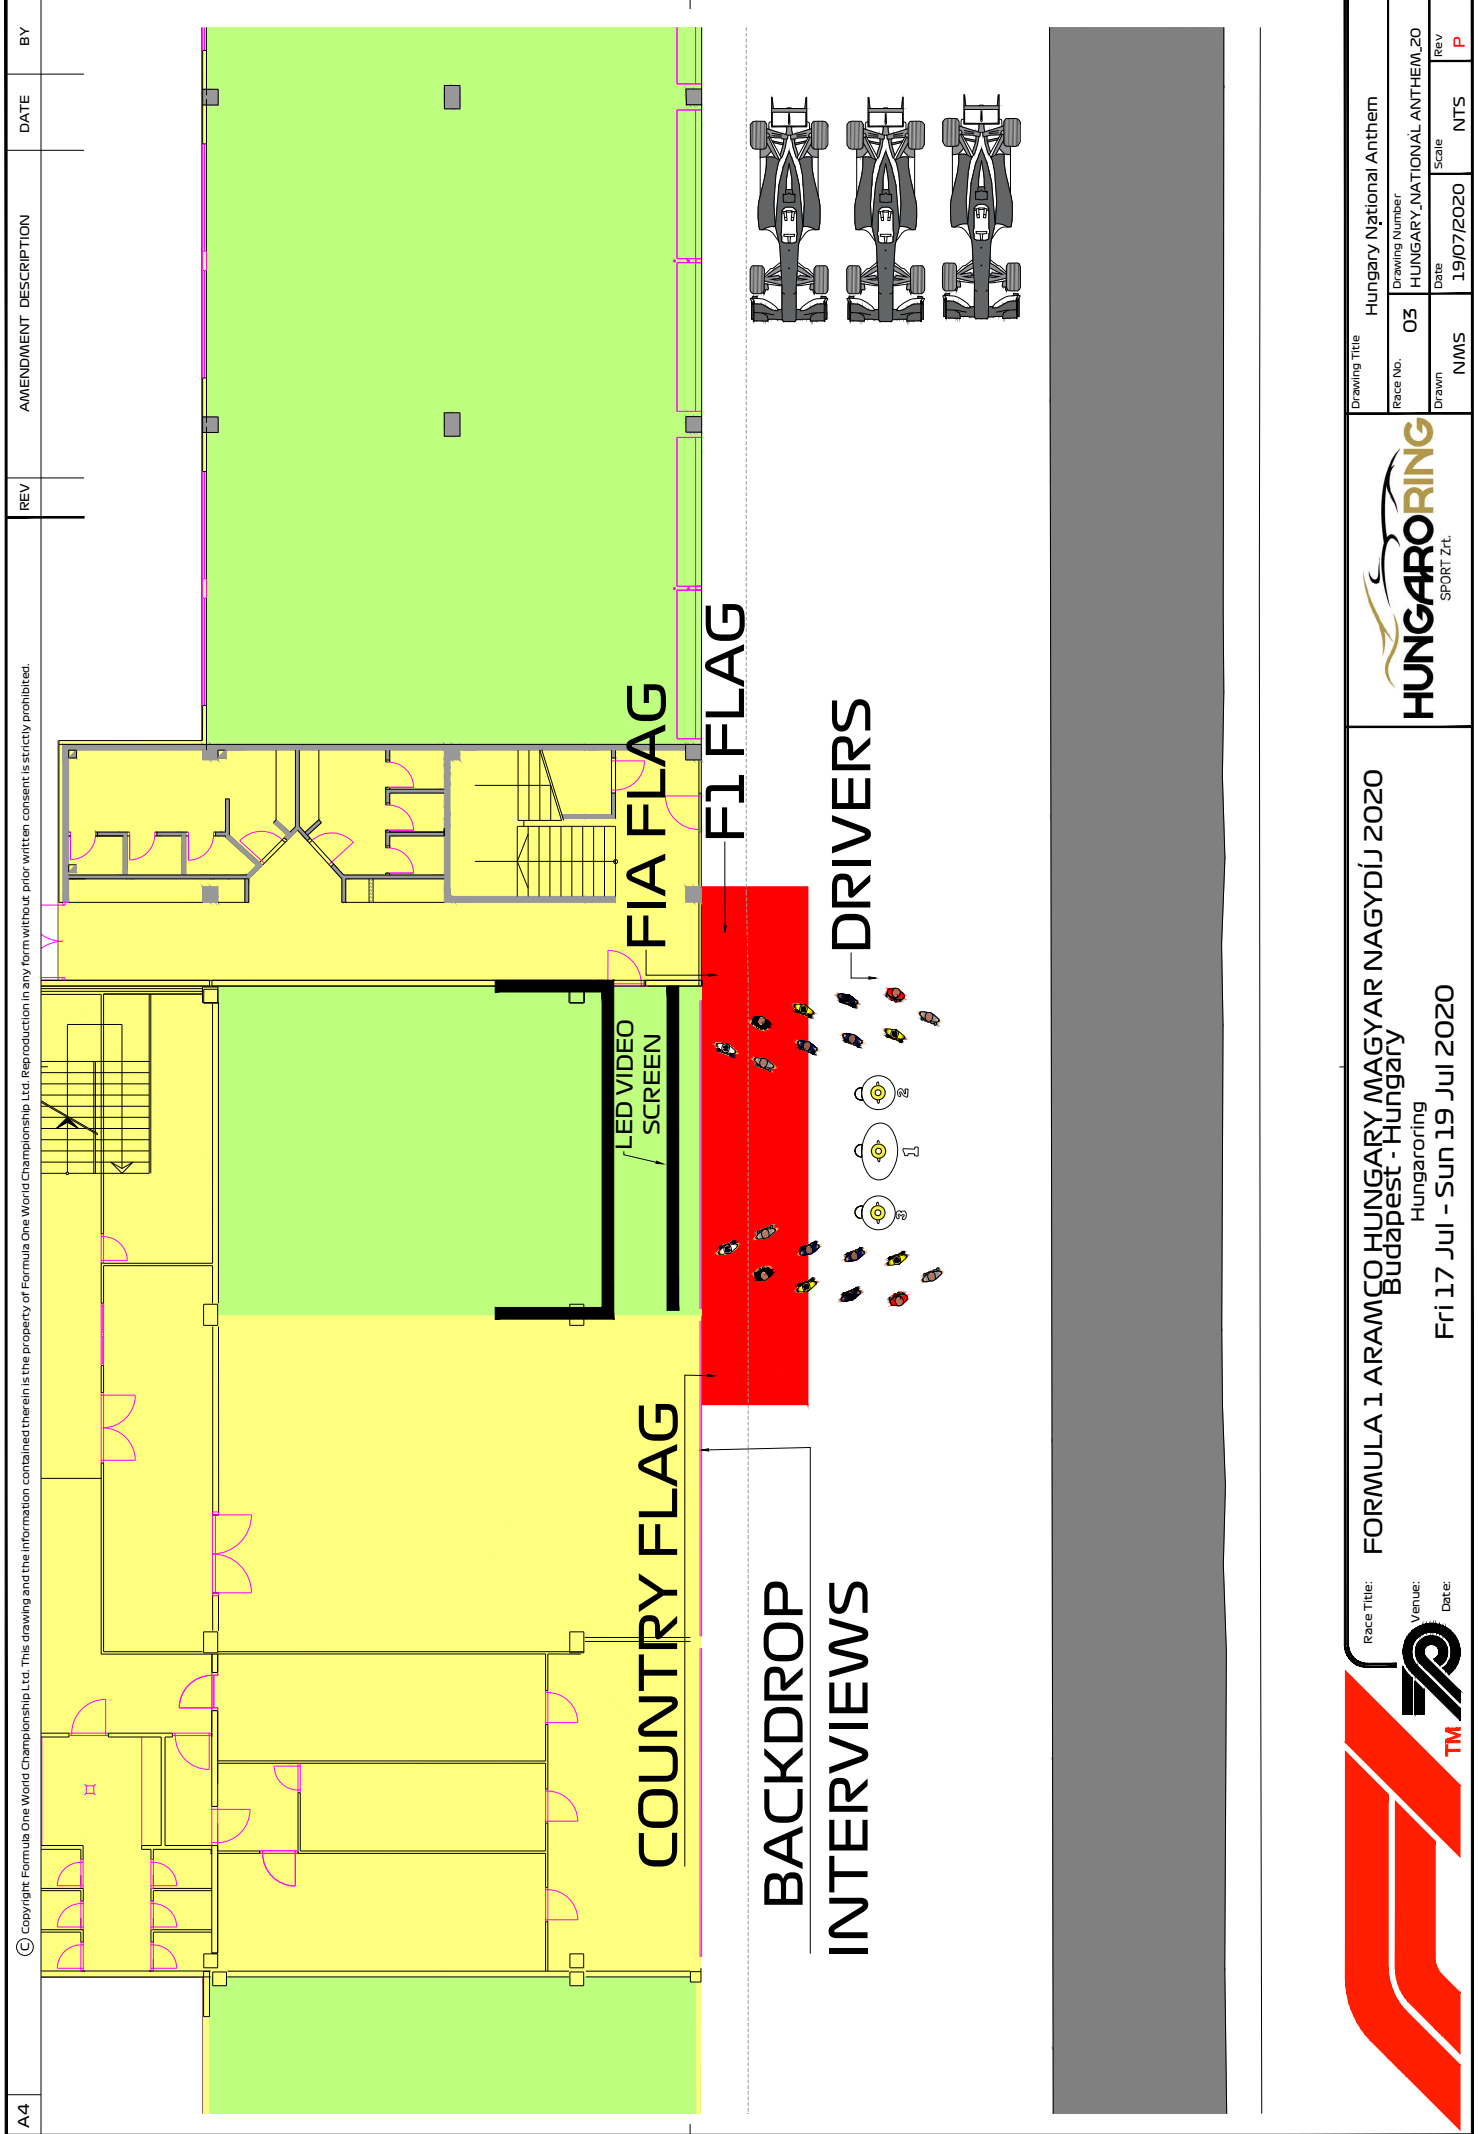 A4
© Copyright Formula One World Championship Ltd. This drawing and the information contained therein is the property of Formula One World Championship Ltd. Reproduction in any form without prior written consent is strictly prohibited.
REV
AMENDMENT DESCRIPTION
DATE
BY
FIA FLAG
F1 FLAG
DRIVERS
LED VIDEO
SCREEN
2
1
3
COUNTRY FLAG
BACKDROP
INTERVIEWS
TM
Race Title:
FORMULA 1 ARAMCO HUNGARY MAGYAR NAGYDÍJ 2020
Budapest - Hungary
Venue:
Hungaroring
Date:
Fri 17 Jul - Sun 19 Jul 2020
HUNGARORING
SPORT Zrt.
Drawing Title
Hungary National Anthem
Race No.
03
Drawing Number
HUNGARY_NATIONAL ANTHEM_20
Drawn
NMS
Date
19/07/2020
Scale
NTS
Rev
P